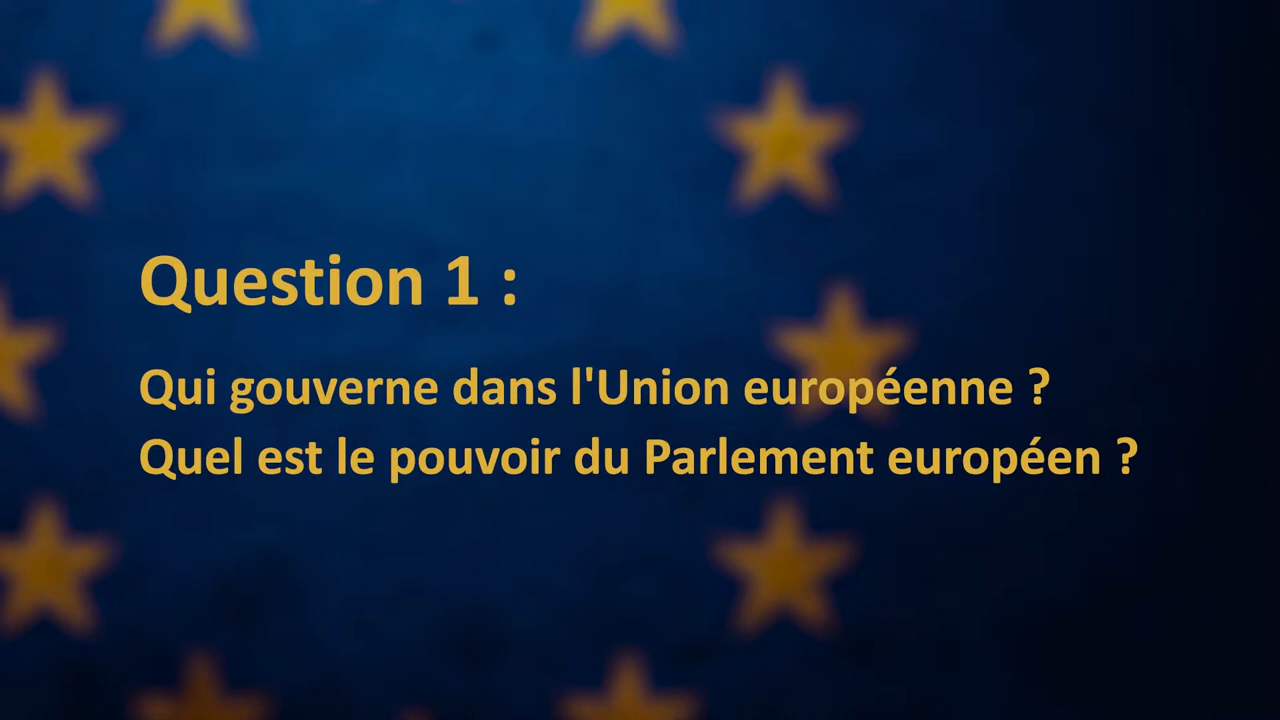 Question 1 :
Qui gouverne dans l'Union européenne ?
Quel est le pouvoir du Parlement européen ?